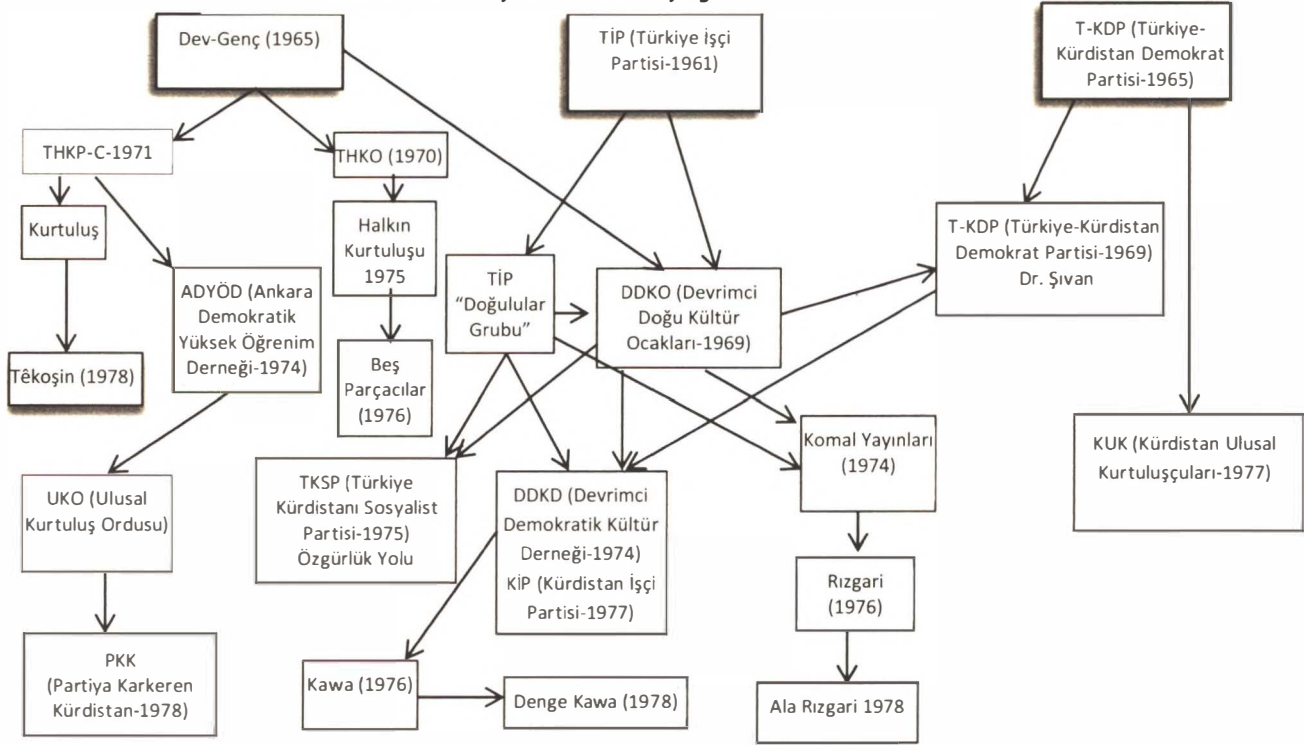 Dev-Genç (1965)
TİP (Türkiye İşçi
Partisi-1961)
T-KDP (Türkiye-
Kürdistan Demokrat
Partisi-1965)
THKP-C-1971
THKO (1970)
Kurtuluş
Halkın
Kurtuluşu
1975
T-KDP (Türkiye-Kürdistan
Demokrat Partisi-1969)
Dr. Şıvan
ADYÖD (Ankara
Demokratik
Yüksek Öğrenim
Derneği-1974)
TİP
“Doğulular
Grubu”
DDKO (Devrimci
Doğu Kültür
Ocakları-1969)
Têkoşin (1978)
Beş
Parçacılar
(1976)
Komal Yayınları
(1974)
KUK (Kürdistan Ulusal
Kurtuluşçuları-1977)
UKO (Ulusal
Kurtuluş Ordusu)
TKSP (Türkiye
Kürdistanı Sosyalist
Partisi-1975)
Özgürlük Yolu
DDKD (Devrimci
Demokratik Kültür
Derneği-1974)
KİP (Kürdistan İşçi
Partisi-1977)
Rızgari
(1976)
PKK
(Partiya Karkeren
Kürdistan-1978)
Kawa (1976)
Denge Kawa (1978)
Ala Rızgari 1978